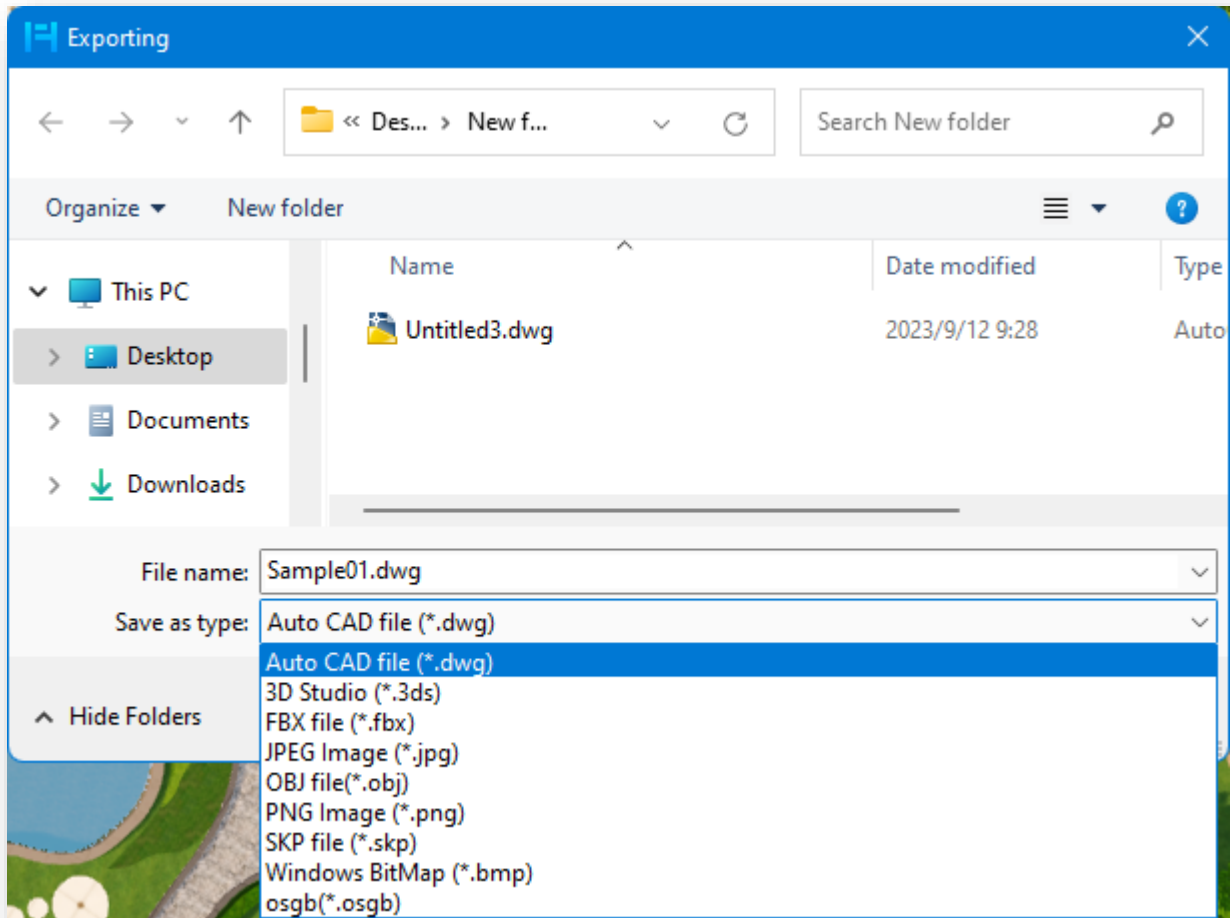 Exporting
« Des... > New f...
Search New folder
Organize
New folder
Name
Date modified
Type
This PC
Untitled3.dwg
2023/9/12 9:28
Auto
Desktop
Documents
Downloads
File name: Sample01.dwg
Save as type: Auto CAD file (*.dwg)
Auto CAD file (*.dwg)
3D Studio (*.3ds)
Hide Folders
FBX file (*.fbx)
JPEG Image (*.jpg)
OBJ file(*.obj)
PNG Image (*.png)
SKP file (*.skp)
Windows BitMap (*.bmp)
osgb(*.osgb)